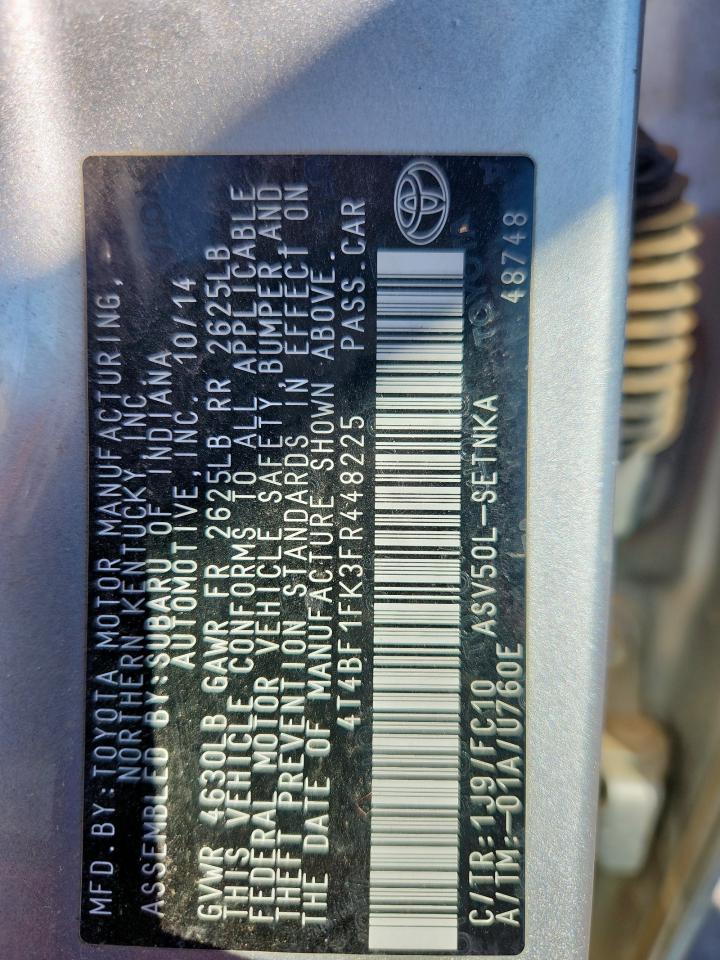 MFD.BY:TOYOTA MOTOR MANUFACTURING,
NORTHERN KENTUCKY, INC.
ASSEMBLED BY:SUBARU OF INDIANA
AUTOMOTIVE,INC. 10/14
GVWR 4630LB GAWR FR 2625LB RR 2625LB
THIS VEHICLE CONFORMS TO ALL APPLICABLE
FEDERAL MOTOR VEHICLE SAFETY,BUMPER AND
THEFT PREVENTION STANDARDS IN EFFECT ON
THE DATE OF MANUFACTURE SHOWN ABOVE.
4T4BF1FK3FR448225 PASS.CAR
C/TR:1J9/FC10 ASV50L-SETNKA
A/TM:-01A/U760E 48748